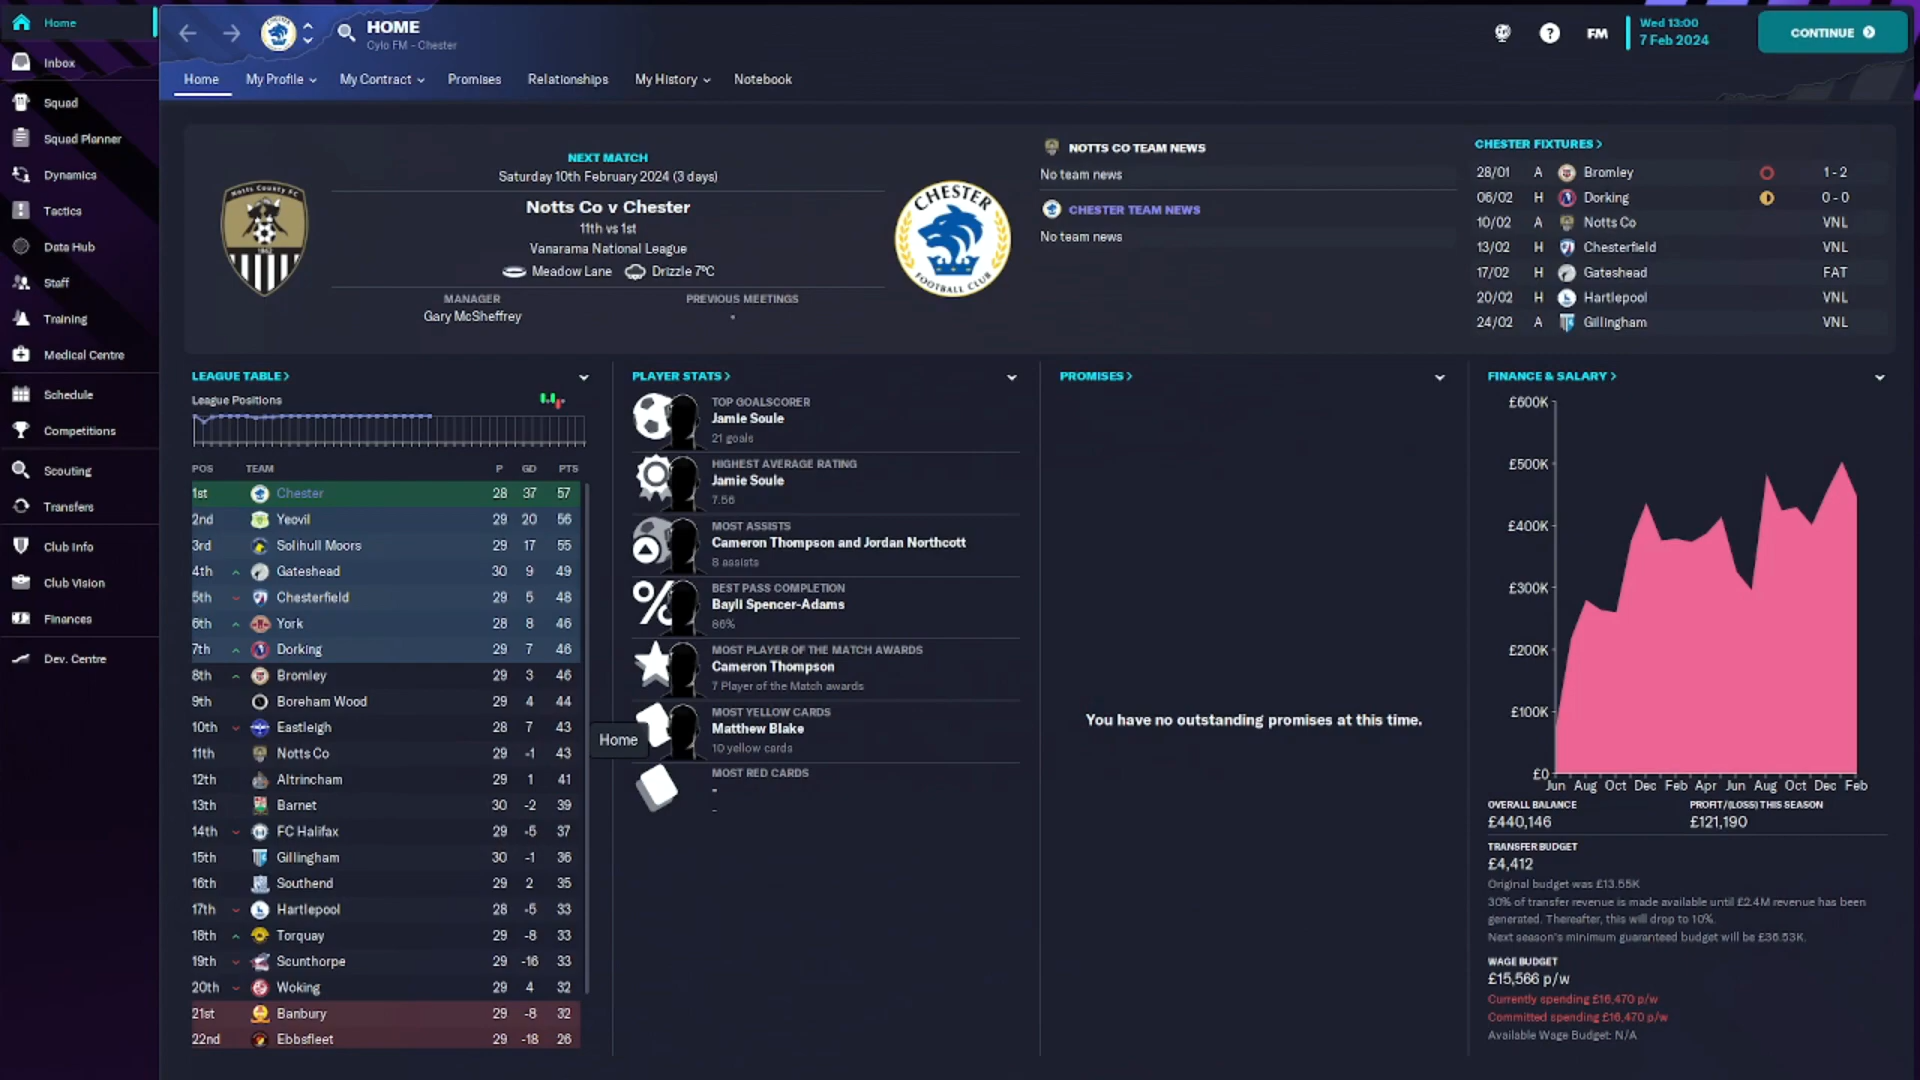 Home
Inbox
Squad
Squad Planner
Dynamics
Tactics
Data Hub
Staff
Training
Medical Centre
Schedule
Competitions
Scouting
Transfers
Club Info
Club Vision
Finances
Dev. Centre
HOME
Cylo FM - Chester
FM
Wed 13:00
7 Feb 2024
CONTINUE
Home My Profile My Contract Promises Relationships My History Notebook
NEXT MATCH
Saturday 10th February 2024 (3 days)
Notts Co v Chester
11th vs 1st
Vanarama National League
Meadow Lane Drizzle 7ºC
MANAGER
Gary McSheffrey
PREVIOUS MEETINGS
-
CHESTER
FOOTBALL CLUB
NOTTS CO TEAM NEWS
No team news
CHESTER TEAM NEWS
No team news
CHESTER FIXTURES >
28/01 A Bromley 1 - 2
06/02 H Dorking 0 - 0
10/02 A Notts Co VNL
13/02 H Chesterfield VNL
17/02 H Gateshead FAT
20/02 H Hartlepool VNL
24/02 A Gillingham VNL
LEAGUE TABLE >
League Positions
POS TEAM P GD PTS
1st Chester 28 37 57
2nd Yeovil 29 20 56
3rd Solihull Moors 29 17 55
4th Gateshead 30 9 49
5th Chesterfield 29 5 48
6th York 28 8 46
7th Dorking 29 7 46
8th Bromley 29 3 46
9th Boreham Wood 29 4 44
10th Eastleigh 28 7 43
11th Notts Co 29 -1 43
12th Altrincham 29 1 41
13th Barnet 30 -2 39
14th FC Halifax 29 -5 37
15th Gillingham 30 -1 36
16th Southend 29 2 35
17th Hartlepool 28 -5 33
18th Torquay 29 -8 33
19th Scunthorpe 29 -16 33
20th Woking 29 4 32
21st Banbury 29 -8 32
22nd Ebbsfleet 29 -18 26
PLAYER STATS >
TOP GOALSCORER
Jamie Soule
21 goals
HIGHEST AVERAGE RATING
Jamie Soule
7.56
MOST ASSISTS
Cameron Thompson and Jordan Northcott
8 assists
BEST PASS COMPLETION
Bayli Spencer-Adams
86%
MOST PLAYER OF THE MATCH AWARDS
Cameron Thompson
7 Player of the Match awards
MOST YELLOW CARDS
Matthew Blake
10 yellow cards
MOST RED CARDS
-
-
Home
PROMISES >
You have no outstanding promises at this time.
FINANCE & SALARY >
£600K
£500K
£400K
£300K
£200K
£100K
£0
Jun Aug Oct Dec Feb Apr Jun Aug Oct Dec Feb
OVERALL BALANCE
£440,146
PROFIT/(LOSS) THIS SEASON
£121,190
TRANSFER BUDGET
£4,412
Original budget was £13.55K
30% of transfer revenue is made available until £2.4M revenue has been
generated. Thereafter, this will drop to 10%.
Next season's minimum guaranteed budget will be £36.53K.
WAGE BUDGET
£15,566 p/w
Currently spending £16,470 p/w
Committed spending £16,470 p/w
Available Wage Budget: N/A